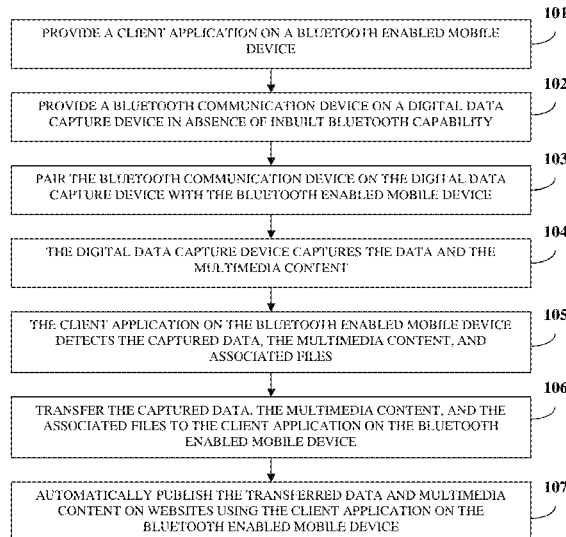 101
PROVIDE A CLIENT APPLICATION ON A BLUETOOTH ENABLED MOBILE
DEVICE
102
PROVIDE A BLUETOOTH COMMUNICATION DEVICE ON A DIGITAL DATA
CAPTURE DEVICE IN ABSENCE OF INBUILT BLUETOOTH CAPABILITY
103
PAIR THE BLUETOOTH COMMUNICATION DEVICE ON THE DIGITAL DATA
CAPTURE DEVICE WITH THE BLUETOOTH ENABLED MOBILE DEVICE
104
THE DIGITAL DATA CAPTURE DEVICE CAPTURES THE DATA AND THE
MULTIMEDIA CONTENT
105
THE CLIENT APPLICATION ON THE BLUETOOTH ENABLED MOBILE DEVICE
DETECTS THE CAPTURED DATA, THE MULTIMEDIA CONTENT, AND
ASSOCIATED FILES
106
TRANSFER THE CAPTURED DATA, THE MULTIMEDIA CONTENT, AND THE
ASSOCIATED FILES TO THE CLIENT APPLICATION ON THE BLUETOOTH
ENABLED MOBILE DEVICE
107
AUTOMATICALLY PUBLISH THE TRANSFERRED DATA AND MULTIMEDIA
CONTENT ON WEBSITES USING THE CLIENT APPLICATION ON THE
BLUETOOTH ENABLED MOBILE DEVICE